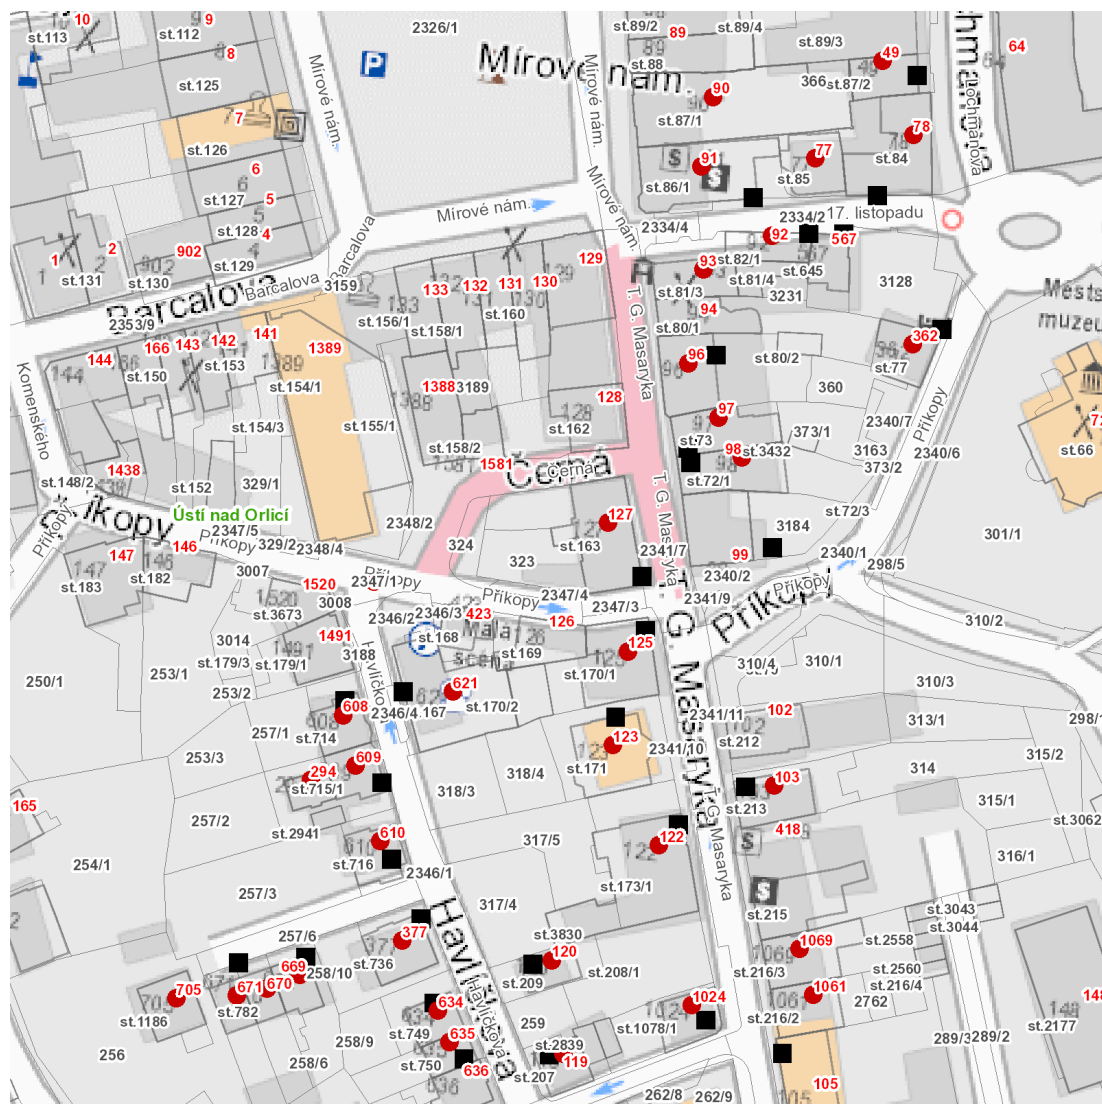 10
9
st.113
st.112
8
st.125
7
st.126
6
st.127
5
st.128
4
902
2
1
st.131
st.130
st.129
2326/1
P
Mírové nám.
Mírové nám.
Mírové nám.
Mírové nám.
Mírové nám.
st.89/2
89
st.89/4
st.88
st.89/3
49
64
366
st.87/2
90
st.87/1
78
st.84
77
st.85
91
st.86/1
17. listopadu
2334/2
2334/4
92
567
st.82/1
st.645
93
st.81/4
st.81/3
3231
3128
94
st.80/1
96
st.80/2
362
st.77
360
97
373/1
2340/7
st.73
98
st.3432
st.72/1
3163
373/2
2340/6
Příkopy
st.66
st.72/3
3184
301/1
99
2340/1
298/5
2340/2
2341/7
2341/9
Příkopy
Příkopy
310/2
Barcalova
Barcalova
Barcalova
3159
2353/9
144
166
143
142
141
1389
st.150
st.153
st.154/1
st.154/3
st.155/1
133
132
131
130
129
st.156/1
st.158/1
st.160
1388
3189
128
st.162
st.158/2
1581
Černá
Černá
T. G. Masaryka
T. G. Masaryka
T. G. Masaryka
T. G. Masaryka
Komenského
1438
st.148/2
st.152
329/1
Ústí nad Orlicí
Příkopy
Příkopy
2347/5
329/2
2348/4
2348/2
324
323
127
st.163
147
146
st.183
st.182
3007
1520
3008
st.3673
2347/1
2346/2
2346/3
423
Příkopy
2347/4
2347/3
126
st.168
Malá
scéna
st.169
125
st.170/1
1491
3014
st.179/3
st.179/1
3188
250/1
253/1
253/2
621
st.170/2
608
st.714
2346/4
167
257/1
253/3
609
294
st.715/1
318/4
318/3
123
st.171
2341/10
2341/11
310/4
310/1
310/3
102
st.212
313/1
298/1
315/2
314
315/1
103
st.213
418
st.3062
316/1
165
257/2
st.2941
610
st.716
317/5
122
st.173/1
254/1
257/3
2346/1
317/4
Havlíčkova
Havlíčkova
257/6
377
st.736
st.3830
120
st.209
st.208/1
st.215
st.3043
st.3044
1069
st.2558
st.216/3
st.2560
st.216/4
1061
2762
st.216/2
669
258/10
671
670
st.782
705
st.1186
634
st.749
635
st.750
636
259
1024
st.1078/1
st.2839
119
st.207
256
258/6
258/9
262/8
262/9
105
289/3
289/2
148
st.2177